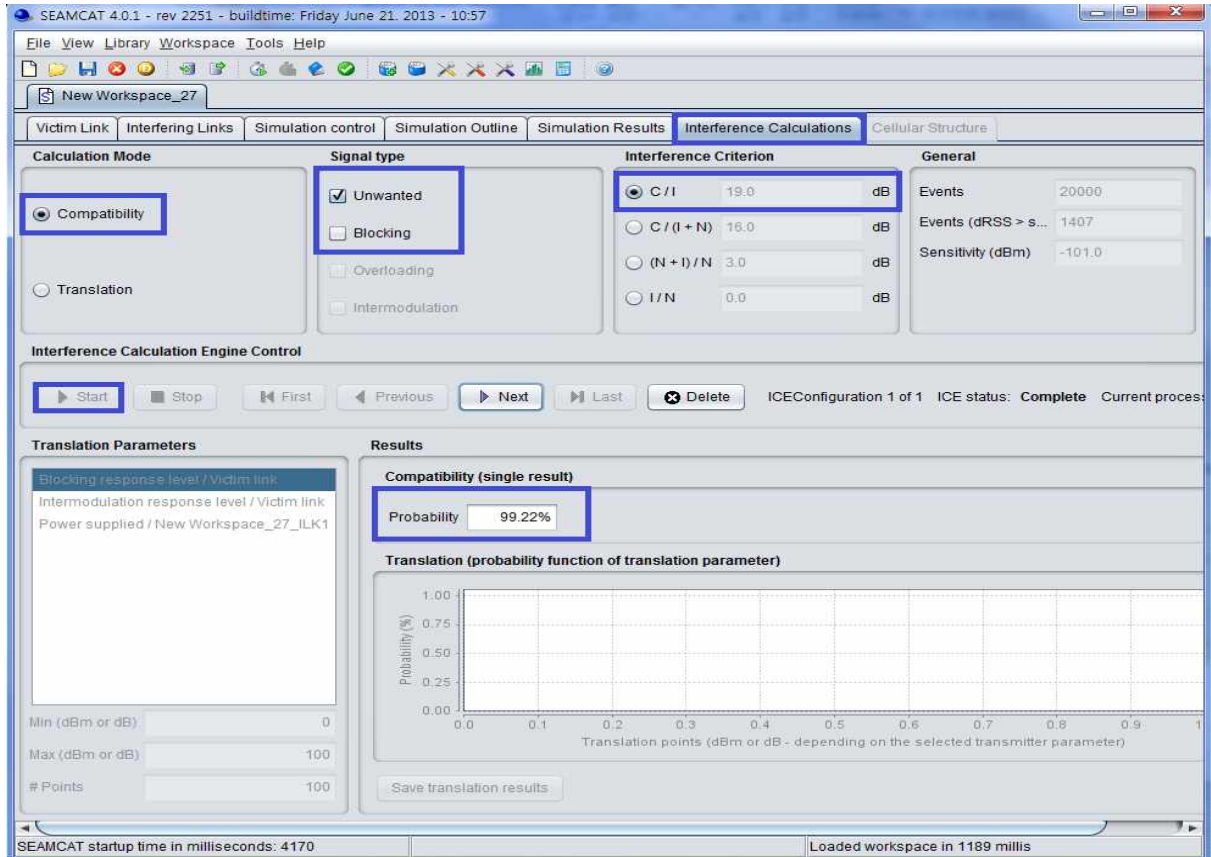 SEAMCAT 4.0.1 - rev 2251 - buildtime: Friday June 21. 2013 - 10:57
File View Library Workspace Tools Help
New Workspace_27
Victim Link Interfering Links Simulation control Simulation Outline Simulation Results Interference Calculations Cellular Structure
Calculation Mode
Compatibility
Translation
Signal type
Unwanted
Blocking
Overloading
Intermodulation
Interference Criterion
C / I 19.0 dB
C / (I + N) 16.0 dB
(N + I) / N 3.0 dB
I / N 0.0 dB
General
Events 20000
Events (dRSS > s... 1407
Sensitivity (dBm) -101.0
Interference Calculation Engine Control
Start Stop First Previous Next Last Delete ICEConfiguration 1 of 1 ICE status: Complete Current proces
Translation Parameters
Blocking response level / Victim link
Intermodulation response level / Victim link
Power supplied / New Workspace_27_ILK1
Min (dBm or dB) 0
Max (dBm or dB) 100
# Points 100
Results
Compatibility (single result)
Probability 99.22%
Translation (probability function of translation parameter)
Probability (%)
1.00
0.75
0.50
0.25
0.00
0.0 0.1 0.2 0.3 0.4 0.5 0.6 0.7 0.8 0.9 1
Translation points (dBm or dB - depending on the selected transmitter parameter)
Save translation results
SEAMCAT startup time in milliseconds: 4170
Loaded workspace in 1189 millis